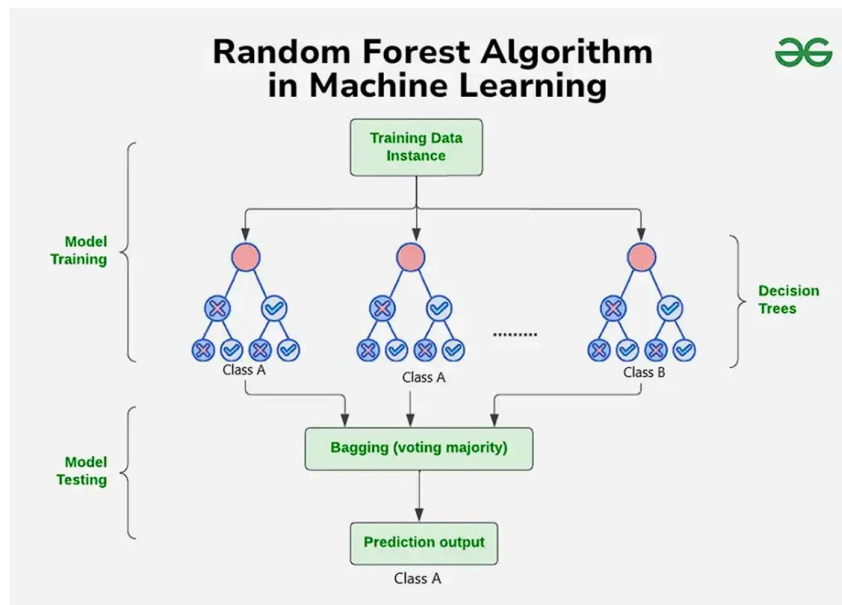 Random Forest Algorithm
in Machine Learning
Training Data
Instance
Model
Training
Decision
Trees
.........
Class A
Class A
Class B
Bagging (voting majority)
Model
Testing
Prediction output
Class A